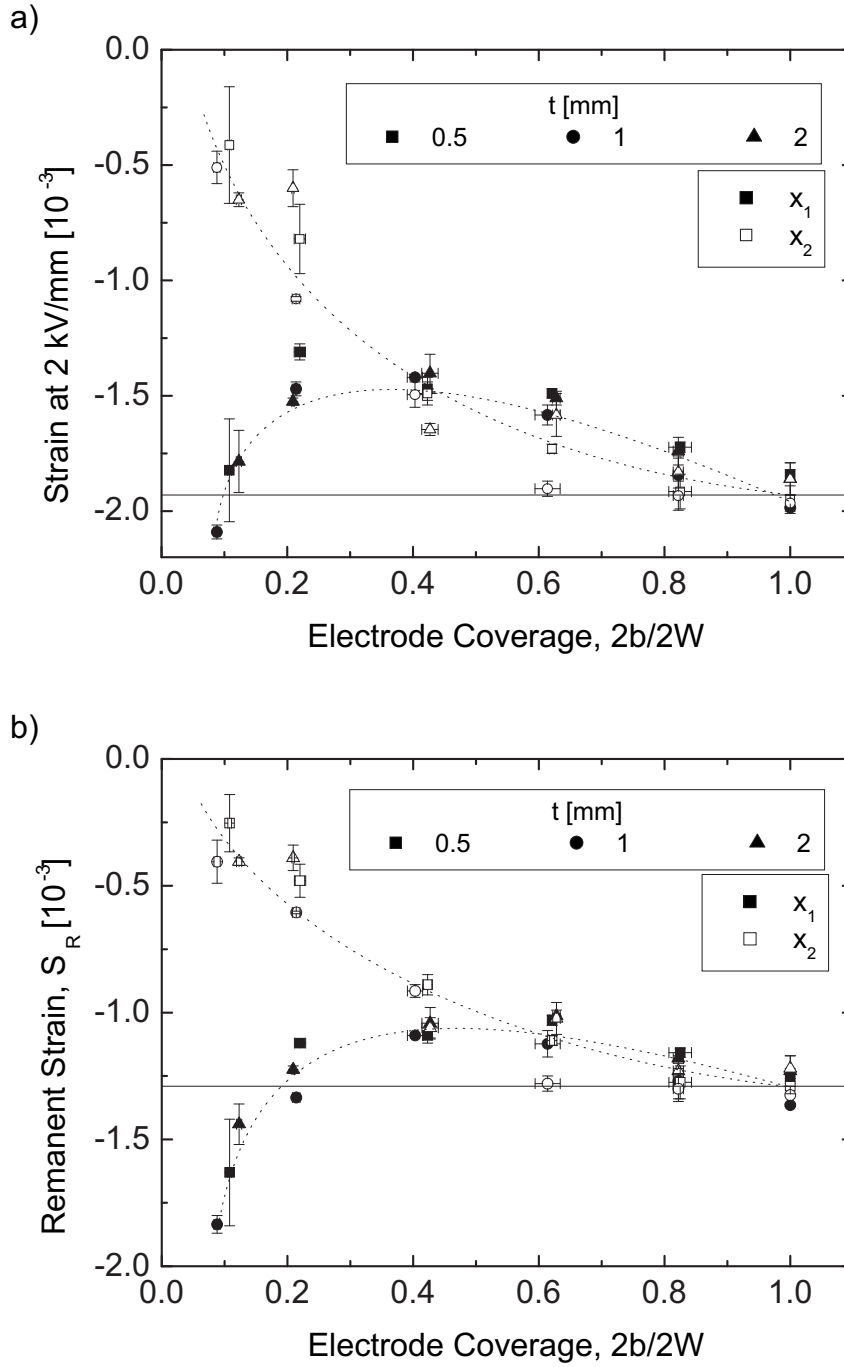 a)
0.0
-0.5
-1.0
-1.5
-2.0
Strain at 2 kV/mm [10⁻³]
t [mm]
0.5 1 2
x₁
x₂
0.0 0.2 0.4 0.6 0.8 1.0
Electrode Coverage, 2b/2W
b)
0.0
-0.5
-1.0
-1.5
-2.0
Remanent Strain, S_R [10⁻³]
t [mm]
0.5 1 2
x₁
x₂
0.0 0.2 0.4 0.6 0.8 1.0
Electrode Coverage, 2b/2W